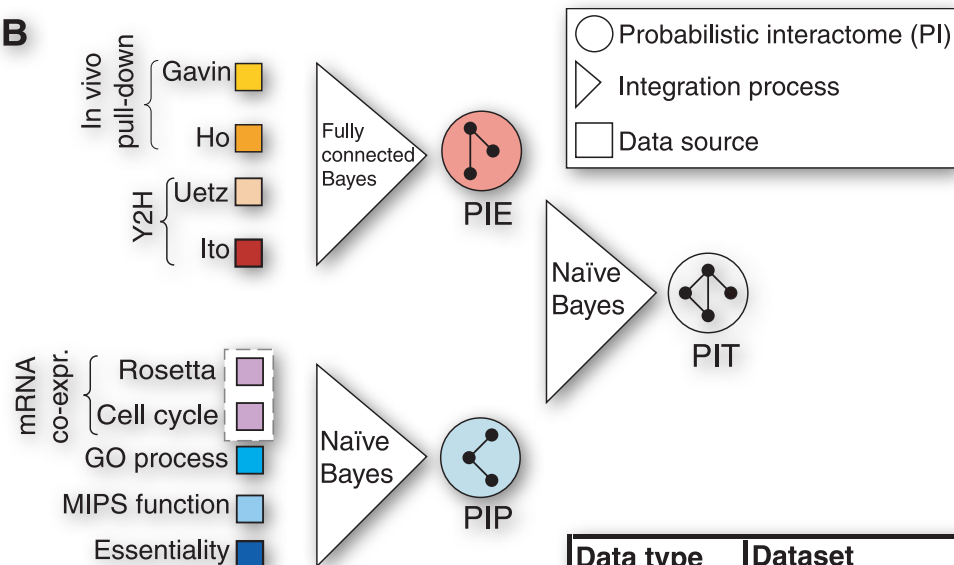 B
In vivo
pull-down
Gavin
Ho
Y2H
Uetz
Ito
Fully
connected
Bayes
PIE
Probabilistic interactome (PI)
Integration process
Data source
Naïve
Bayes
PIT
mRNA
co-expr.
Rosetta
Cell cycle
GO process
MIPS function
Essentiality
Naïve
Bayes
PIP
Data type
Dataset